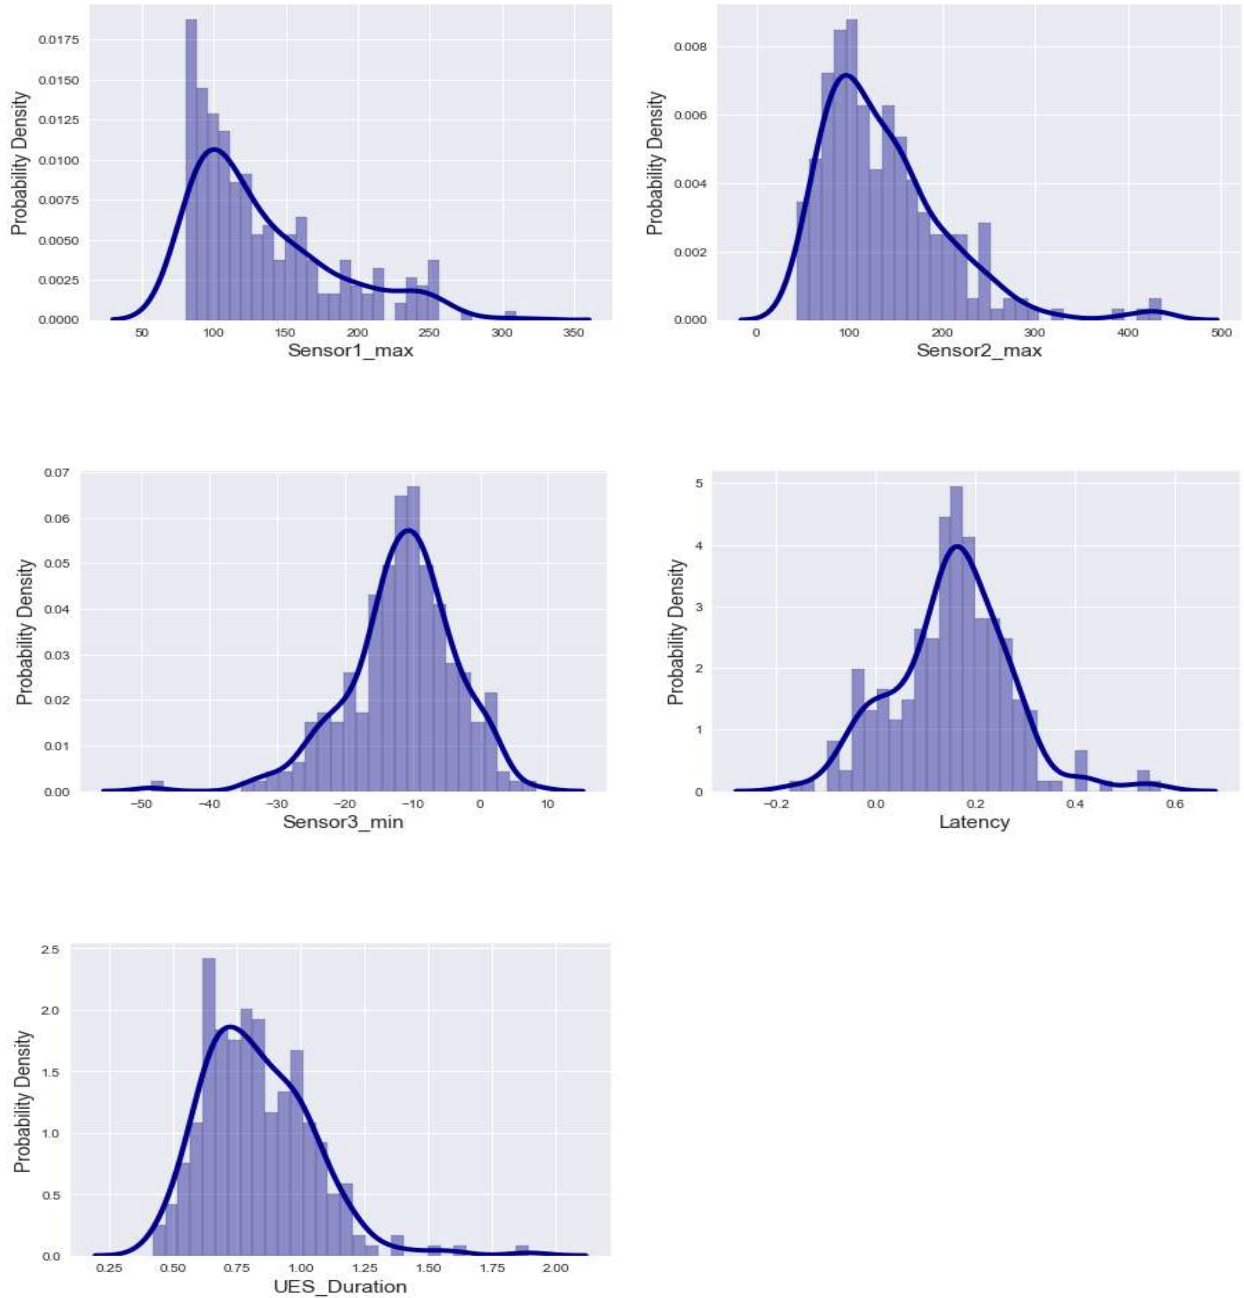 0.0175
0.0150
0.0125
0.0100
0.0075
0.0050
0.0025
0.0000
Probability Density
50 100 150 200 250 300 350
Sensor1_max
0.008
0.006
0.004
0.002
0.000
Probability Density
0 100 200 300 400 500
Sensor2_max
0.07
0.06
0.05
0.04
0.03
0.02
0.01
0.00
Probability Density
−50 −40 −30 −20 −10 0 10
Sensor3_min
5
4
3
2
1
0
Probability Density
−0.2 0.0 0.2 0.4 0.6
Latency
2.5
2.0
1.5
1.0
0.5
0.0
Probability Density
0.25 0.50 0.75 1.00 1.25 1.50 1.75 2.00
UES_Duration